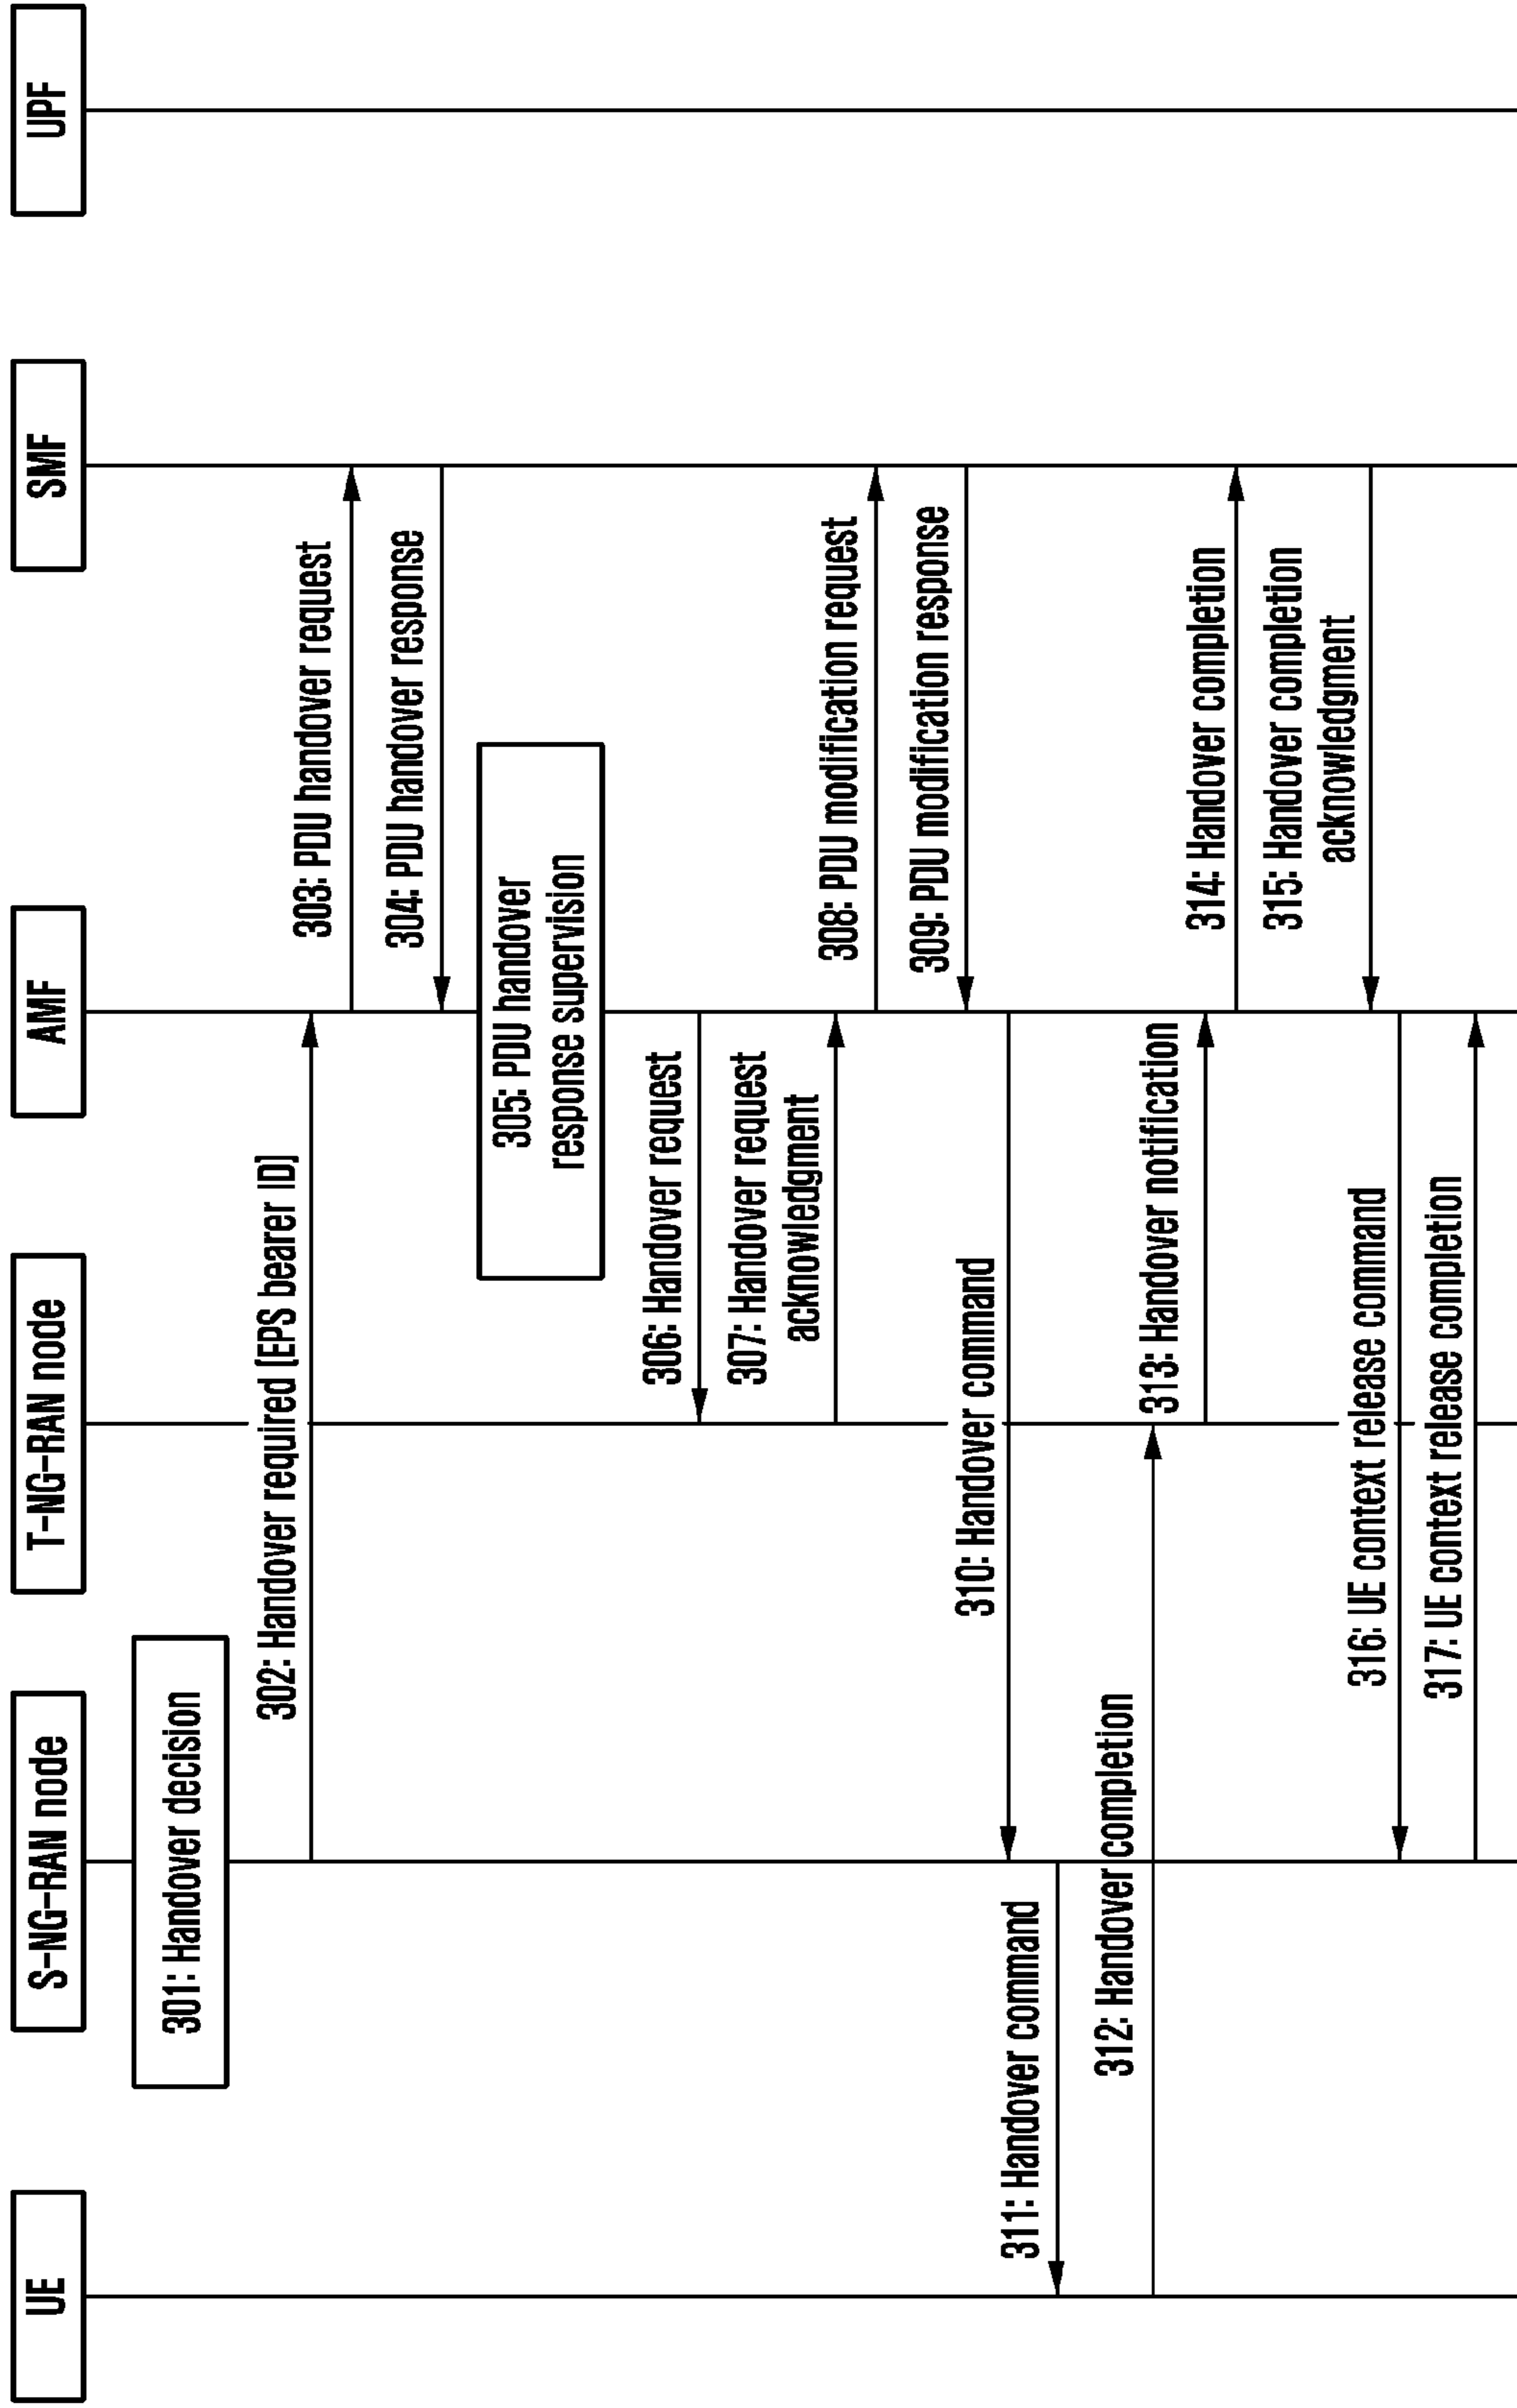 UE
S-NG-RAN node
T-NG-RAN node
AMF
SMF
UPF
301: Handover decision
302: Handover required (EPS bearer ID)
303: PDU handover request
304: PDU handover response
305: PDU handover
response supervision
306: Handover request
307: Handover request
acknowledgment
308: PDU modification request
309: PDU modification response
310: Handover command
311: Handover command
312: Handover completion
313: Handover notification
314: Handover completion
315: Handover completion
acknowledgment
316: UE context release command
317: UE context release completion